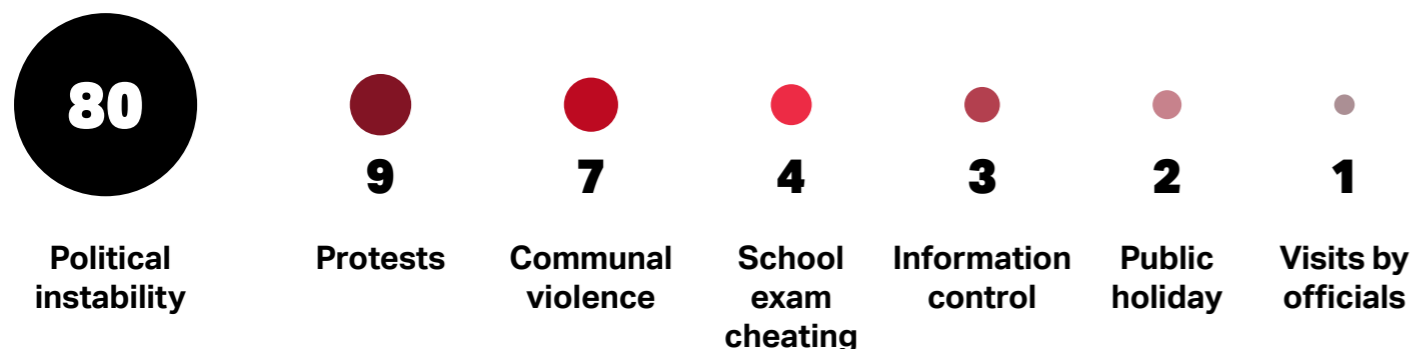 80
9
7
4
3
2
1
Political
instability
Protests
Communal
violence
School
exam
cheating
Information
control
Public
holiday
Visits by
officials